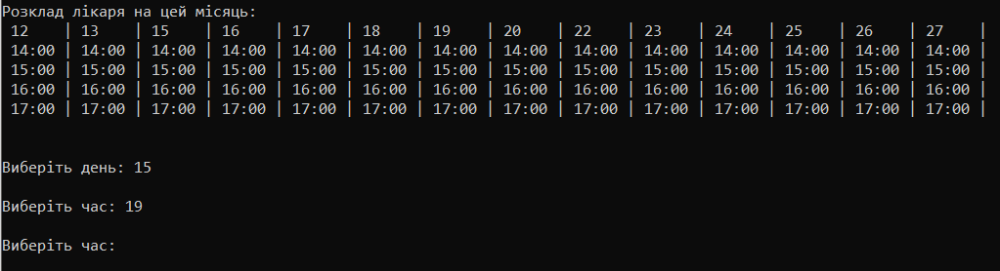 Розклад лікаря на цей місяць:
12 | 13 | 15 | 16 | 17 | 18 | 19 | 20 | 22 | 23 | 24 | 25 | 26 | 27 |
14:00 | 14:00 | 14:00 | 14:00 | 14:00 | 14:00 | 14:00 | 14:00 | 14:00 | 14:00 | 14:00 | 14:00 | 14:00 | 14:00 |
15:00 | 15:00 | 15:00 | 15:00 | 15:00 | 15:00 | 15:00 | 15:00 | 15:00 | 15:00 | 15:00 | 15:00 | 15:00 | 15:00 |
16:00 | 16:00 | 16:00 | 16:00 | 16:00 | 16:00 | 16:00 | 16:00 | 16:00 | 16:00 | 16:00 | 16:00 | 16:00 | 16:00 |
17:00 | 17:00 | 17:00 | 17:00 | 17:00 | 17:00 | 17:00 | 17:00 | 17:00 | 17:00 | 17:00 | 17:00 | 17:00 | 17:00 |
Виберіть день: 15
Виберіть час: 19
Виберіть час: